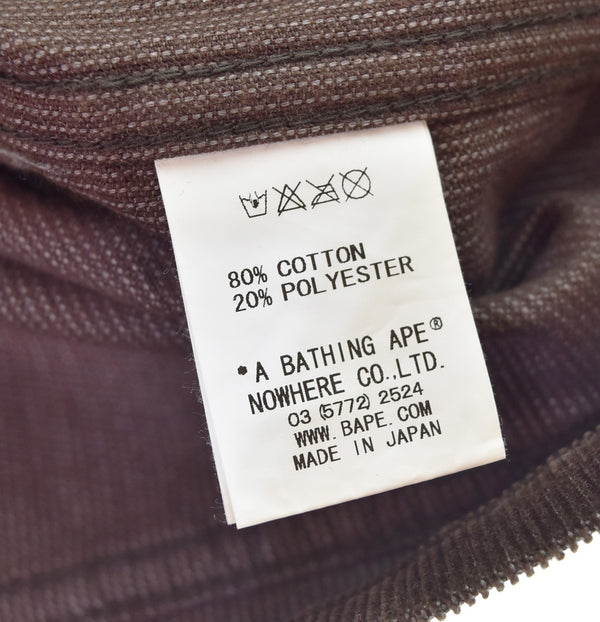 80% COTTON
20% POLYESTER
*A BATHING APE®
NOWHERE CO.,LTD.
03 (5772) 2524
WWW. BAPE. COM
MADE IN JAPAN